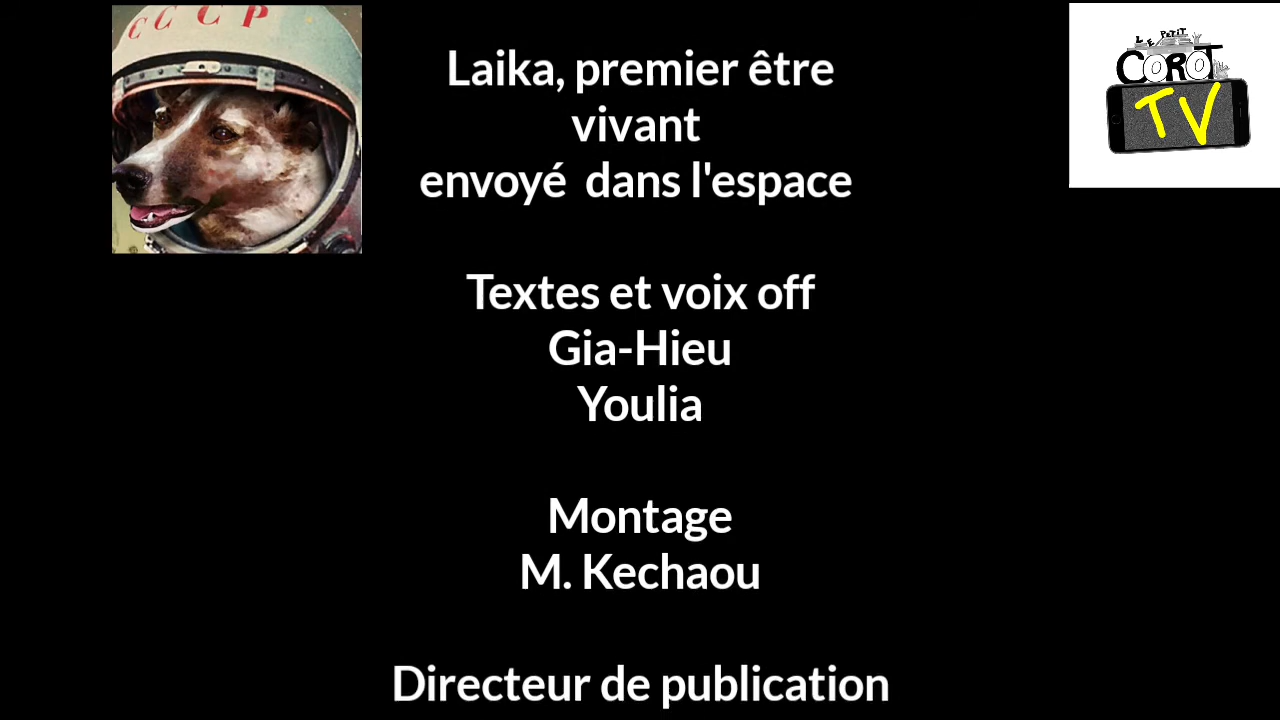 CCCP
Laika, premier être
vivant
envoyé  dans l'espace
Textes et voix off
Gia-Hieu
Youlia
Montage
M. Kechaou
Directeur de publication
LE PETIT
COROT
TV